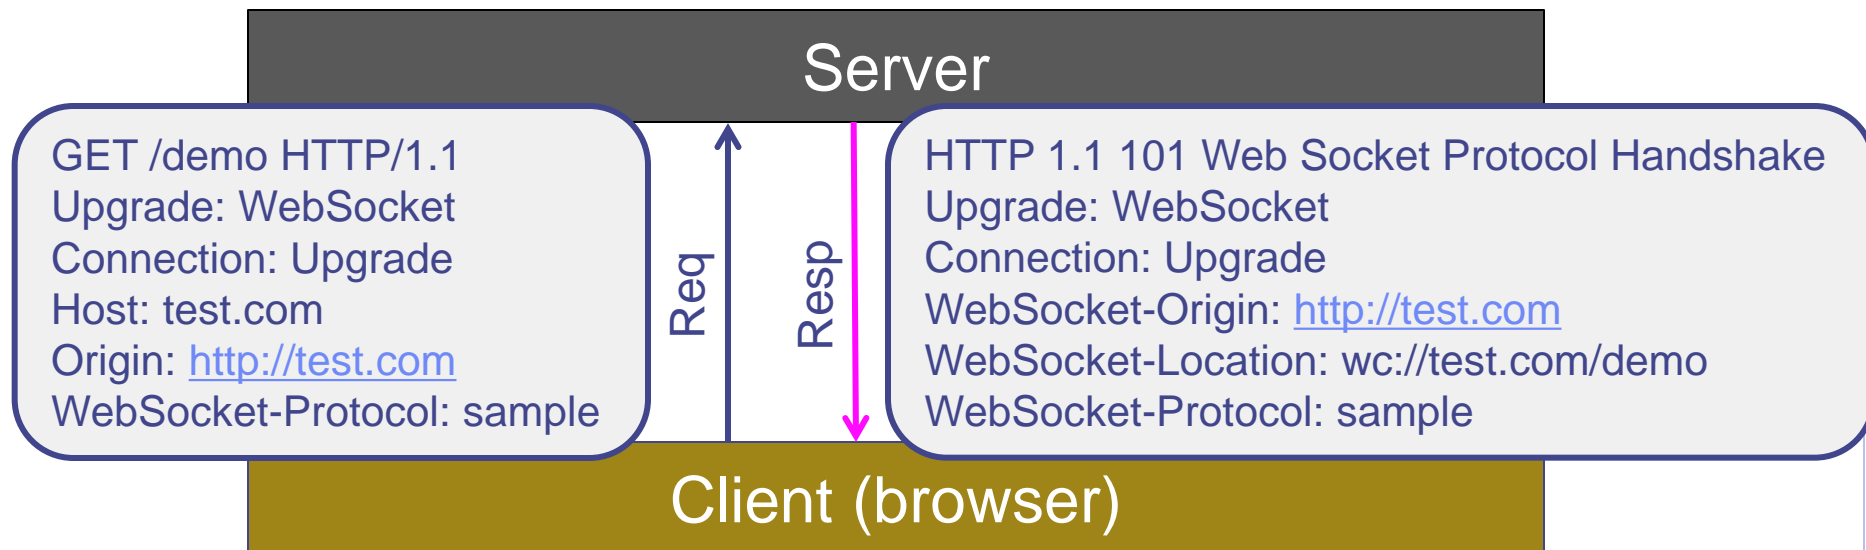 Server
GET /demo HTTP/1.1
Upgrade: WebSocket
Connection: Upgrade
Host: test.com
Origin: http://test.com
WebSocket-Protocol: sample
Req
Resp
HTTP 1.1 101 Web Socket Protocol Handshake
Upgrade: WebSocket
Connection: Upgrade
WebSocket-Origin: http://test.com
WebSocket-Location: wc://test.com/demo
WebSocket-Protocol: sample
Client (browser)